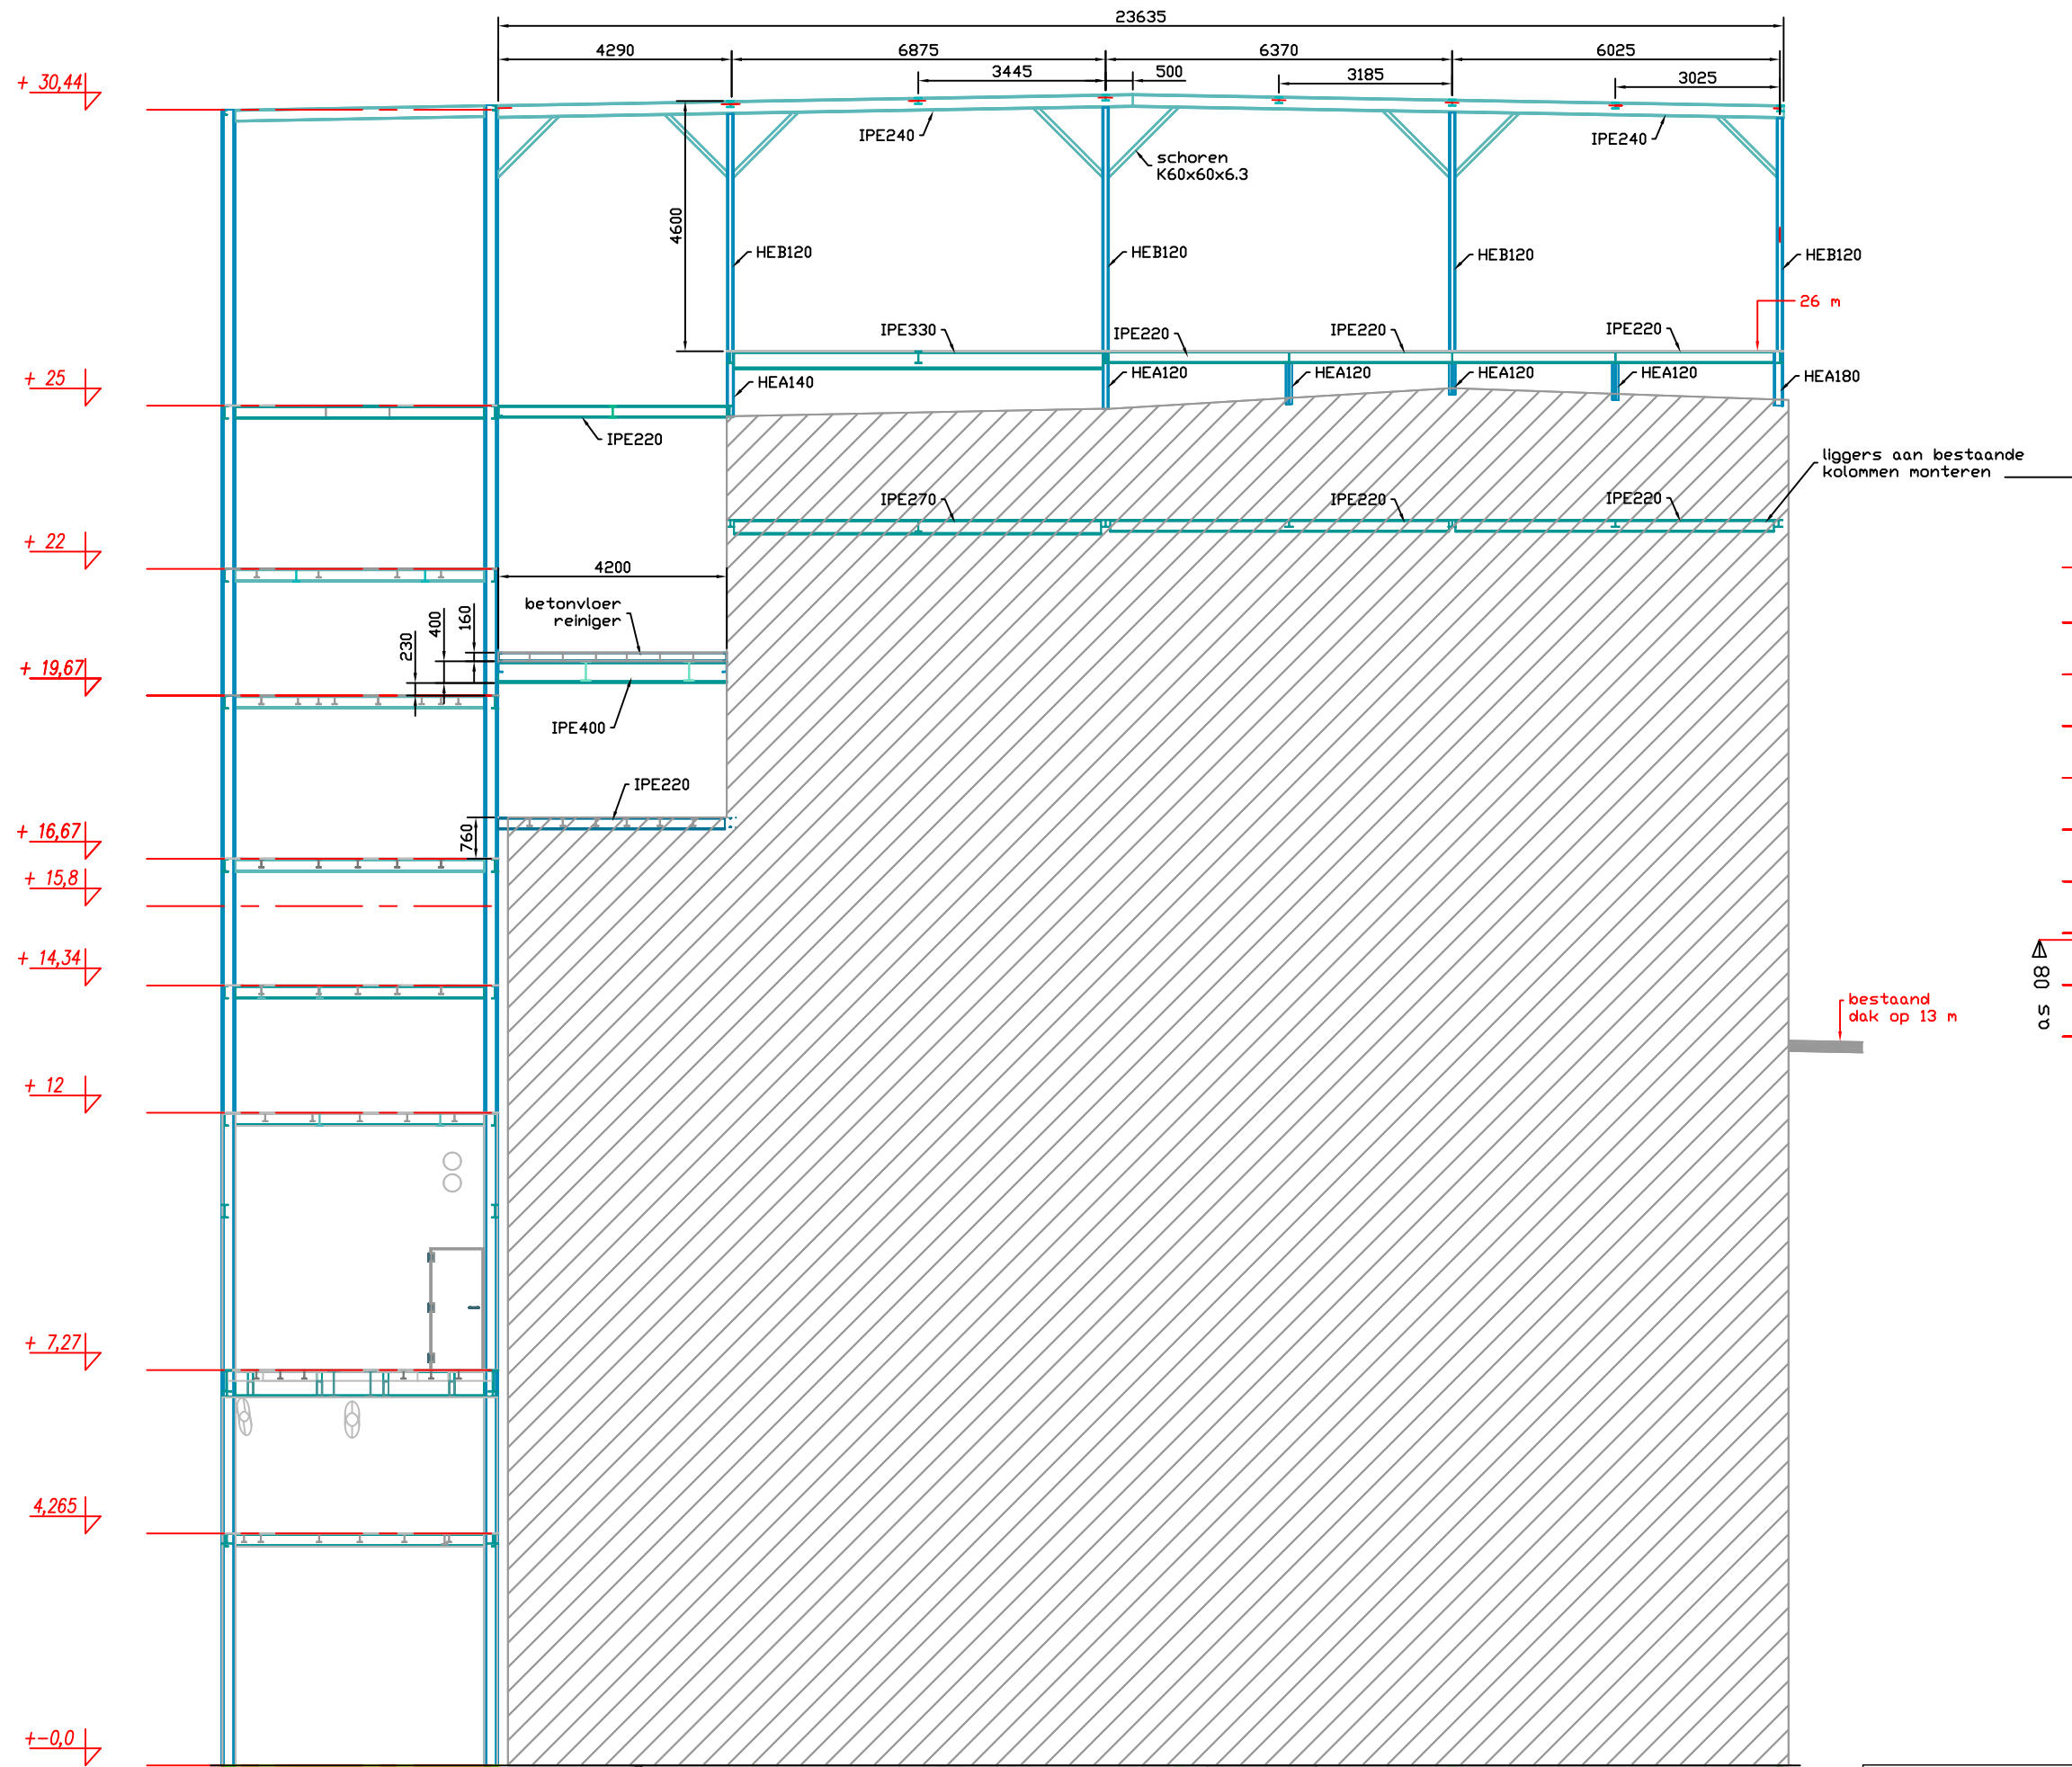 23635
4290
6875
6370
6025
3445
500
3185
3025
+ 30,44
IPE240
schoren
K60x60x6.3
IPE240
4600
HEB120
HEB120
HEB120
HEB120
26 m
IPE330
IPE220
IPE220
IPE220
+ 25
HEA140
HEA120
HEA120
HEA120
HEA120
HEA180
IPE220
liggers aan bestaande
kolommen monteren
IPE270
IPE220
IPE220
+ 22
4200
betonvloer
reiniger
160
400
230
+ 19,67
IPE400
IPE220
760
+ 16,67
+ 15,8
+ 14,34
as 08
bestaand
dak op 13 m
+ 12
+ 7,27
4,265
+-0,0